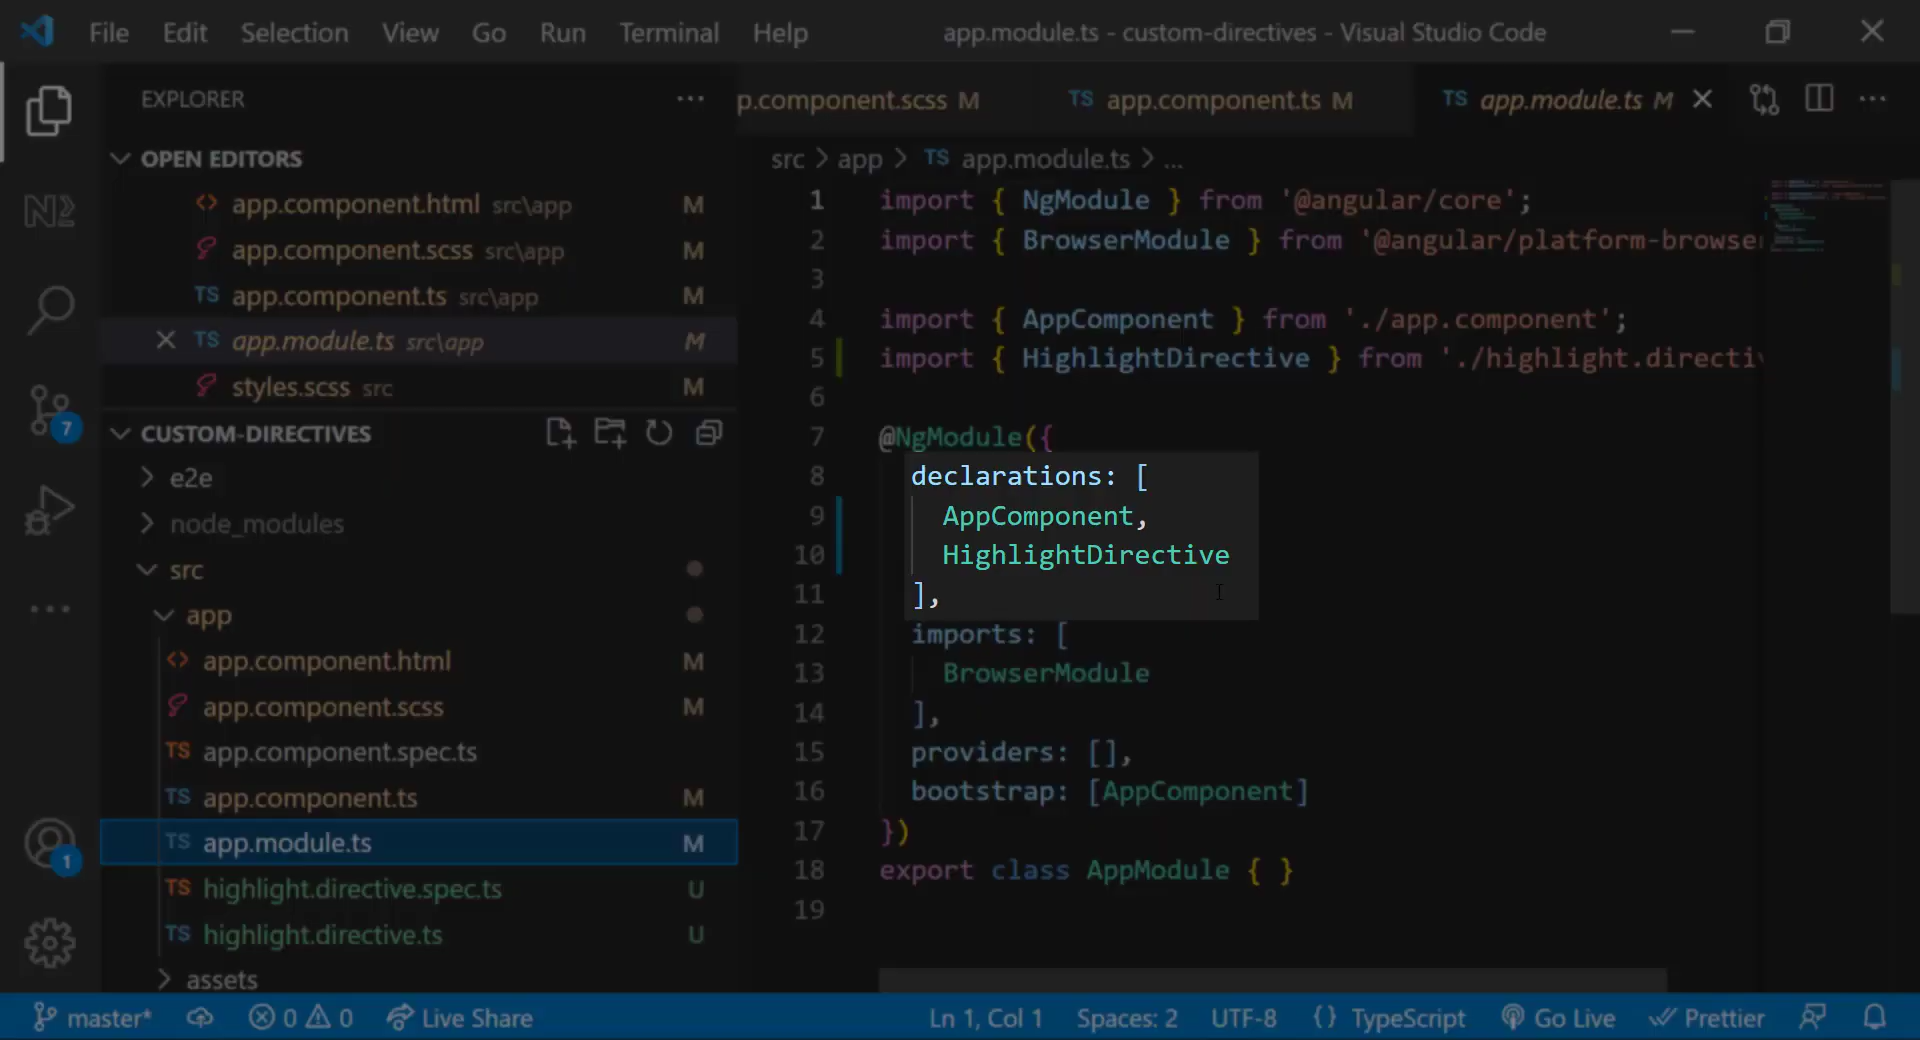 File Edit Selection View Go Run Terminal Help app.module.ts - custom-directives - Visual Studio Code
EXPLORER
p.component.scss M TS app.component.ts M TS app.module.ts M
OPEN EDITORS
app.component.html src\app M
app.component.scss src\app M
TS app.component.ts src\app M
TS app.module.ts src\app M
styles.scss src M
CUSTOM-DIRECTIVES
e2e
node_modules
src
app
app.component.html M
app.component.scss M
TS app.component.spec.ts
TS app.component.ts M
TS app.module.ts M
TS highlight.directive.spec.ts U
TS highlight.directive.ts U
assets
7
1
src > app > TS app.module.ts > ...
1 import { NgModule } from '@angular/core';
2 import { BrowserModule } from '@angular/platform-browser
3
4 import { AppComponent } from './app.component';
5 import { HighlightDirective } from './highlight.directiv
6
7 @NgModule({
8 declarations: [
9 AppComponent,
10 HighlightDirective
11 ],
12 imports: [
13 BrowserModule
14 ],
15 providers: [],
16 bootstrap: [AppComponent]
17 })
18 export class AppModule { }
19
master* 0 0 Live Share Ln 1, Col 1 Spaces: 2 UTF-8 {} TypeScript Go Live Prettier